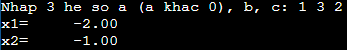 Nhap 3 he so a (a khac 0), b, c: 1 3 2
x1=     -2.00
x2=     -1.00